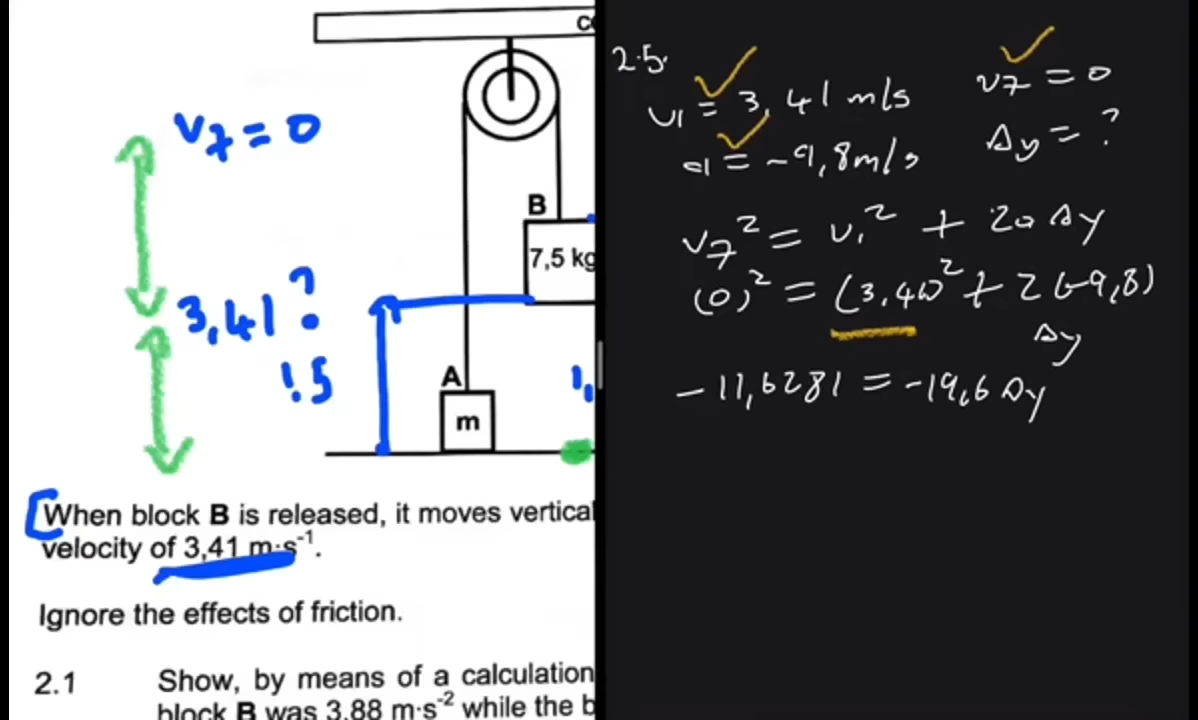 c
v7 = 0
B
7,5 kg
3,41 ?
1.5
A
1,
m
When block B is released, it moves vertical
velocity of 3,41 m·s⁻¹.
Ignore the effects of friction.
2.1 Show, by means of a calculation
block B was 3,88 m·s⁻² while the b
2.5.
v1 = 3,41 m/s v7 = 0
a = -9,8 m/s Δy = ?
v7² = v1² + 2a Δy
(0)² = (3,41)² + 2(-9,8)
Δy
-11,6281 = -19,6 Δy